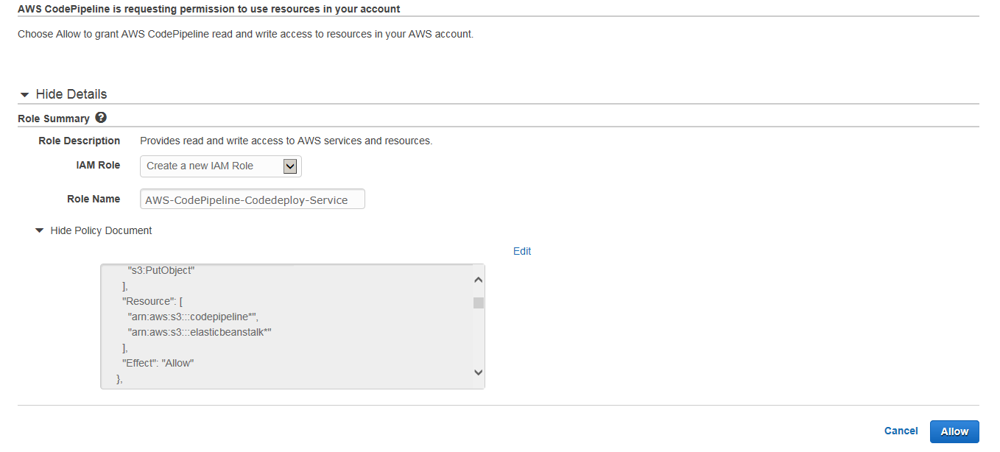 AWS CodePipeline is requesting permission to use resources in your account
Choose Allow to grant AWS CodePipeline read and write access to resources in your AWS account.
Hide Details
Role Summary ?
Role Description Provides read and write access to AWS services and resources.
IAM Role Create a new IAM Role
Role Name AWS-CodePipeline-Codedeploy-Service
Hide Policy Document
Edit
"s3:PutObject"
],
"Resource": [
"arn:aws:s3:::codepipeline*",
"arn:aws:s3:::elasticbeanstalk*"
],
"Effect": "Allow"
},
Cancel Allow